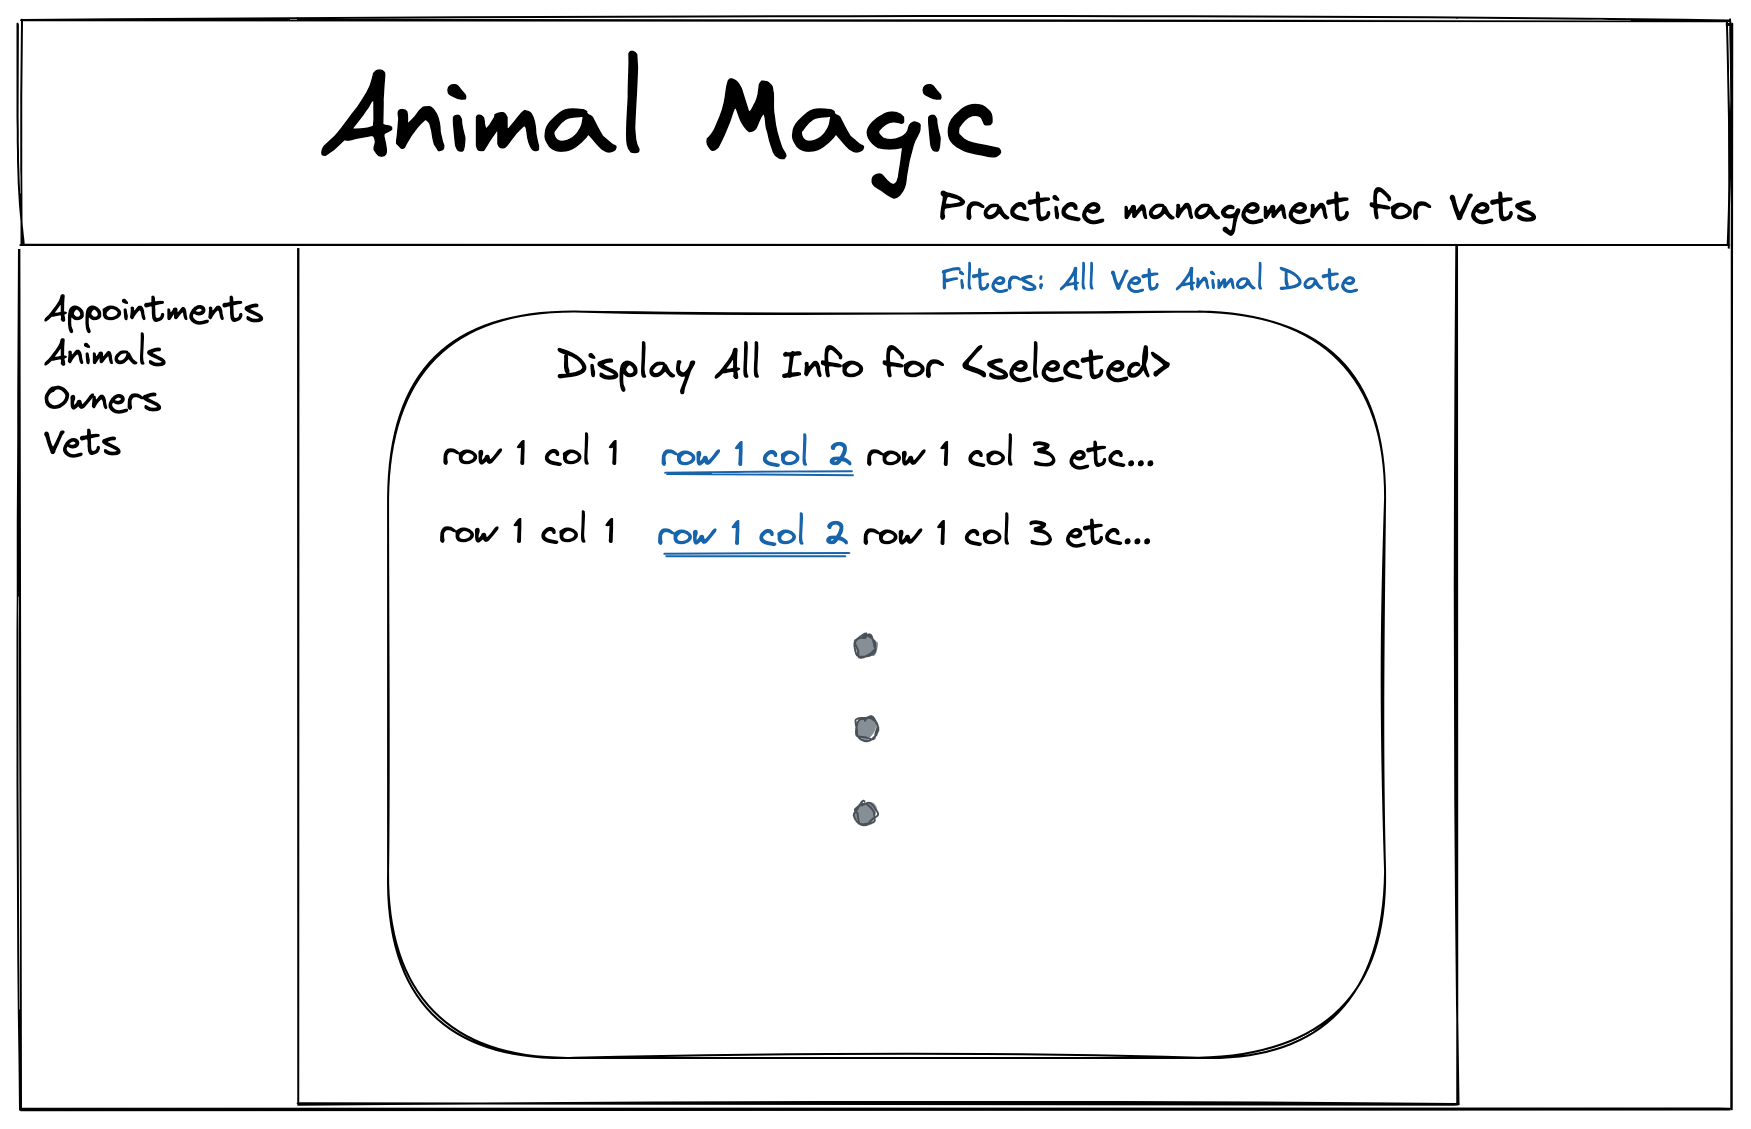 Animal Magic
Practice management for Vets
Filters: All Vet Animal Date
Appointments
Animals
Owners
Vets
Display All Info for <selected>
row 1 col 1 row 1 col 2 row 1 col 3 etc...
row 1 col 1 row 1 col 2 row 1 col 3 etc...